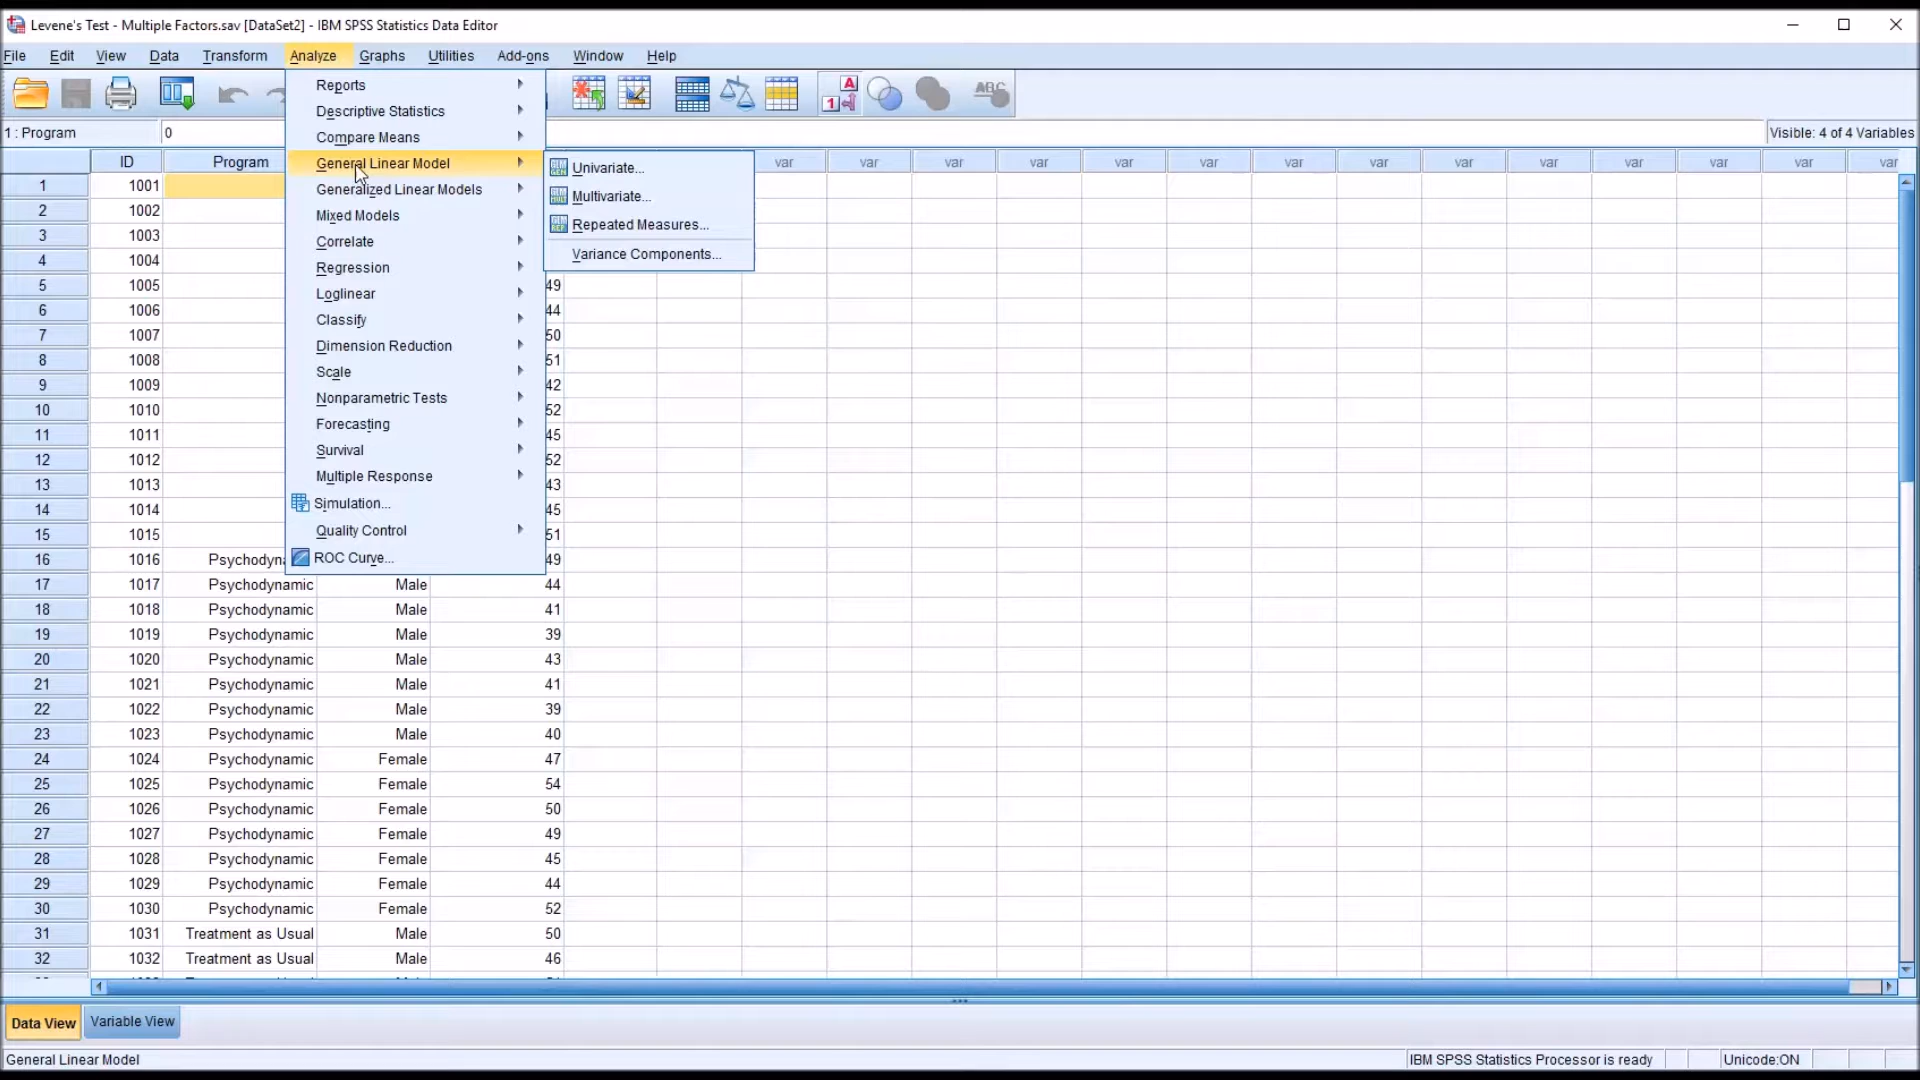 Levene's Test - Multiple Factors.sav [DataSet2] - IBM SPSS Statistics Data Editor
File Edit View Data Transform Analyze Graphs Utilities Add-ons Window Help
1 A ABC
1 : Program 0 Visible: 4 of 4 Variables
ID Program var var var var var var var var var var var var var var
Reports
Descriptive Statistics
Compare Means
General Linear Model
Generalized Linear Models
Mixed Models
Correlate
Regression
Loglinear
Classify
Dimension Reduction
Scale
Nonparametric Tests
Forecasting
Survival
Multiple Response
Simulation...
Quality Control
ROC Curve...
Univariate...
Multivariate...
Repeated Measures...
Variance Components...
1 1001
2 1002
3 1003
4 1004
5 1005 49
6 1006 44
7 1007 50
8 1008 51
9 1009 42
10 1010 52
11 1011 45
12 1012 52
13 1013 43
14 1014 45
15 1015 51
16 1016 Psychodyna 49
17 1017 Psychodynamic Male 44
18 1018 Psychodynamic Male 41
19 1019 Psychodynamic Male 39
20 1020 Psychodynamic Male 43
21 1021 Psychodynamic Male 41
22 1022 Psychodynamic Male 39
23 1023 Psychodynamic Male 40
24 1024 Psychodynamic Female 47
25 1025 Psychodynamic Female 54
26 1026 Psychodynamic Female 50
27 1027 Psychodynamic Female 49
28 1028 Psychodynamic Female 45
29 1029 Psychodynamic Female 44
30 1030 Psychodynamic Female 52
31 1031 Treatment as Usual Male 50
32 1032 Treatment as Usual Male 46
Data View Variable View
General Linear Model IBM SPSS Statistics Processor is ready Unicode:ON